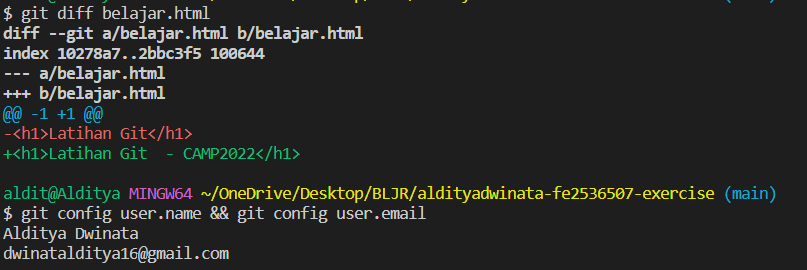 $ git diff belajar.html
diff --git a/belajar.html b/belajar.html
index 10278a7..2bbc3f5 100644
--- a/belajar.html
+++ b/belajar.html
@@ -1 +1 @@
-<h1>Latihan Git</h1>
+<h1>Latihan Git  - CAMP2022</h1>
aldit@Alditya MINGW64 ~/OneDrive/Desktop/BLJR/aldityadwinata-fe2536507-exercise (main)
$ git config user.name && git config user.email
Alditya Dwinata
dwinatalditya16@gmail.com